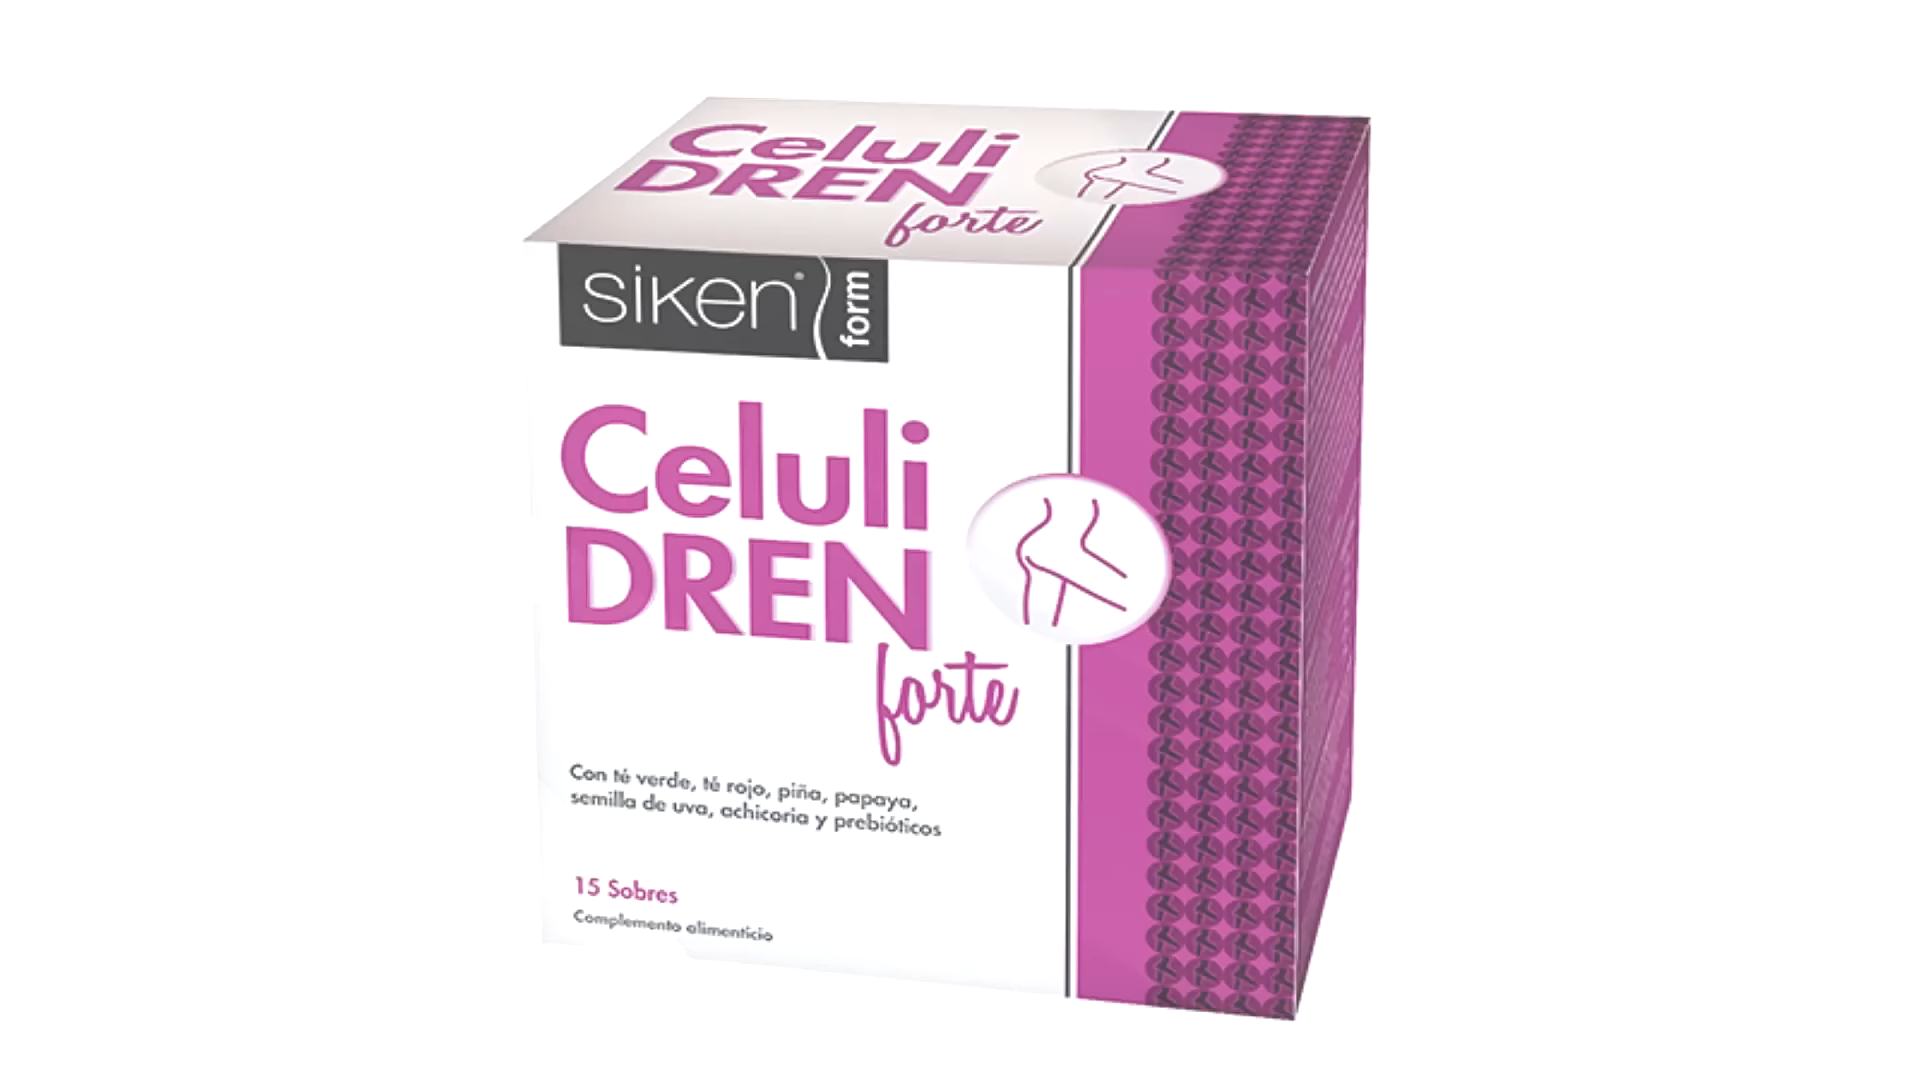 Celuli
DREN
forte
siken®
form
Celuli
DREN
forte
Con té verde, té rojo, piña, papaya,
semilla de uva, achicoria y prebióticos
15 Sobres
Complemento alimenticio